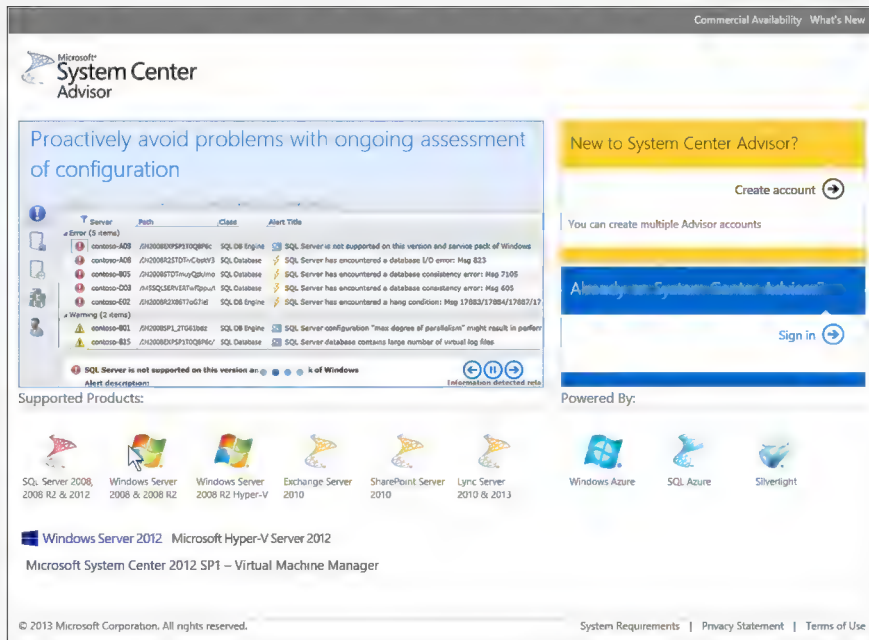 Commercial Availability What's New
Microsoft
System Center
Advisor
Proactively avoid problems with ongoing assessment
of configuration
Server Path Class Alert Title
Error (5 items)
contoso-A03 SQL DB Engine SQL Server is not supported on this version and service pack of Windows
contoso-A08 SQL Database SQL Server has encountered a database I/O error: Msg 823
contoso-B05 SQL Database SQL Server has encountered a database consistency error: Msg 7105
contoso-D03 SQL Database SQL Server has encountered a database consistency error: Msg 605
contoso-E02 SQL DB Engine SQL Server has encountered a hang condition: Msg 17883/17884/17887/17
Warning (2 items)
contoso-B01 SQL DB Engine SQL Server configuration "max degree of parallelism" might result in perforr
contoso-B15 SQL Database SQL Server database contains large number of virtual log files
SQL Server is not supported on this version an k of Windows
Alert description: Information detected rela
New to System Center Advisor?
Create account
You can create multiple Advisor accounts
Already on System Center Advisor?
Sign in
Supported Products:
SQL Server 2008,
2008 R2 & 2012
Windows Server
2008 & 2008 R2
Windows Server
2008 R2 Hyper-V
Exchange Server
2010
SharePoint Server
2010
Lync Server
2010 & 2013
Powered By:
Windows Azure
SQL Azure
Silverlight
Windows Server 2012 Microsoft Hyper-V Server 2012
Microsoft System Center 2012 SP1 – Virtual Machine Manager
© 2013 Microsoft Corporation. All rights reserved.
System Requirements | Privacy Statement | Terms of Use